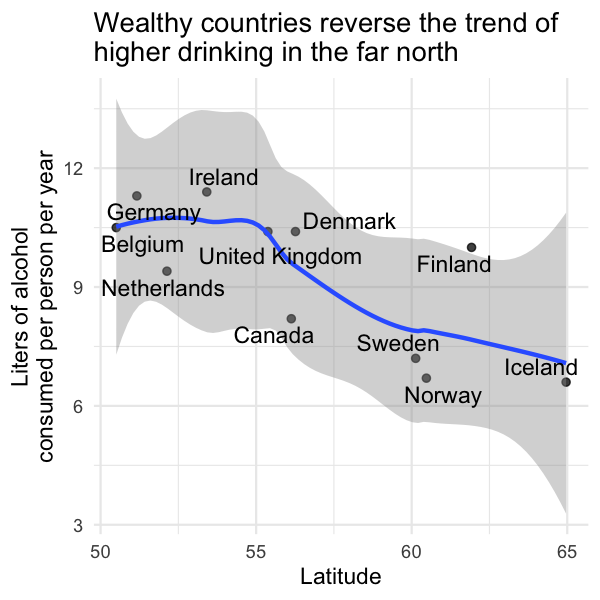 Wealthy countries reverse the trend of
higher drinking in the far north
Liters of alcohol
consumed per person per year
12
9
6
3
Ireland
Germany
Denmark
Belgium
United Kingdom
Finland
Netherlands
Canada
Sweden
Iceland
Norway
50
55
60
65
Latitude